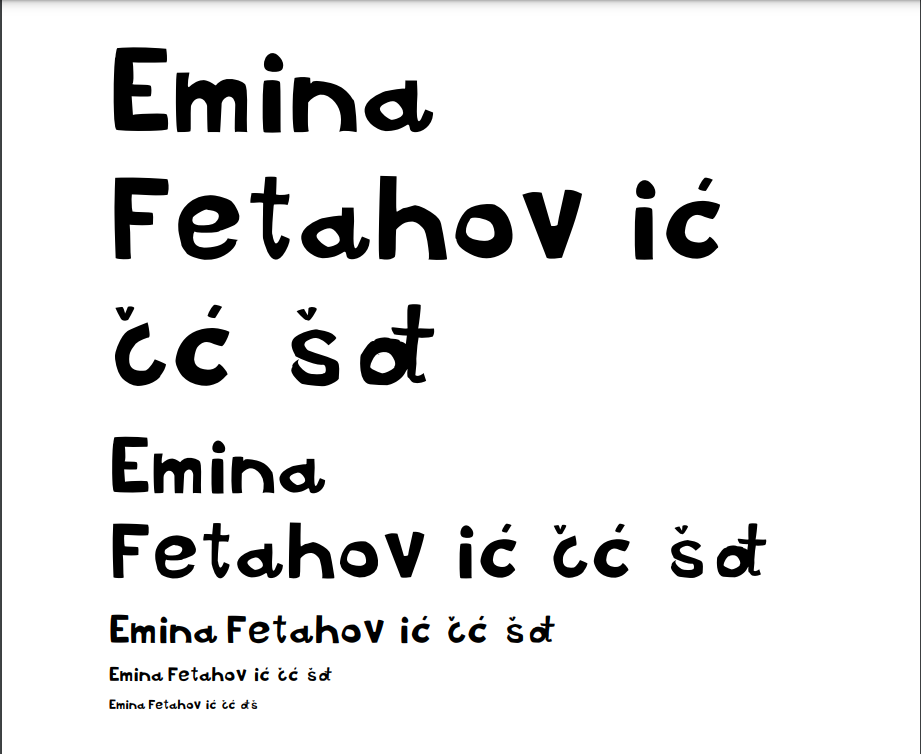 Emina
Fetahov ić
čć šđ
Emina
Fetahov ić čć šđ
Emina Fetahov ić čć šđ
Emina Fetahov ić čć šđ
Emina Fetahov ić čć đš